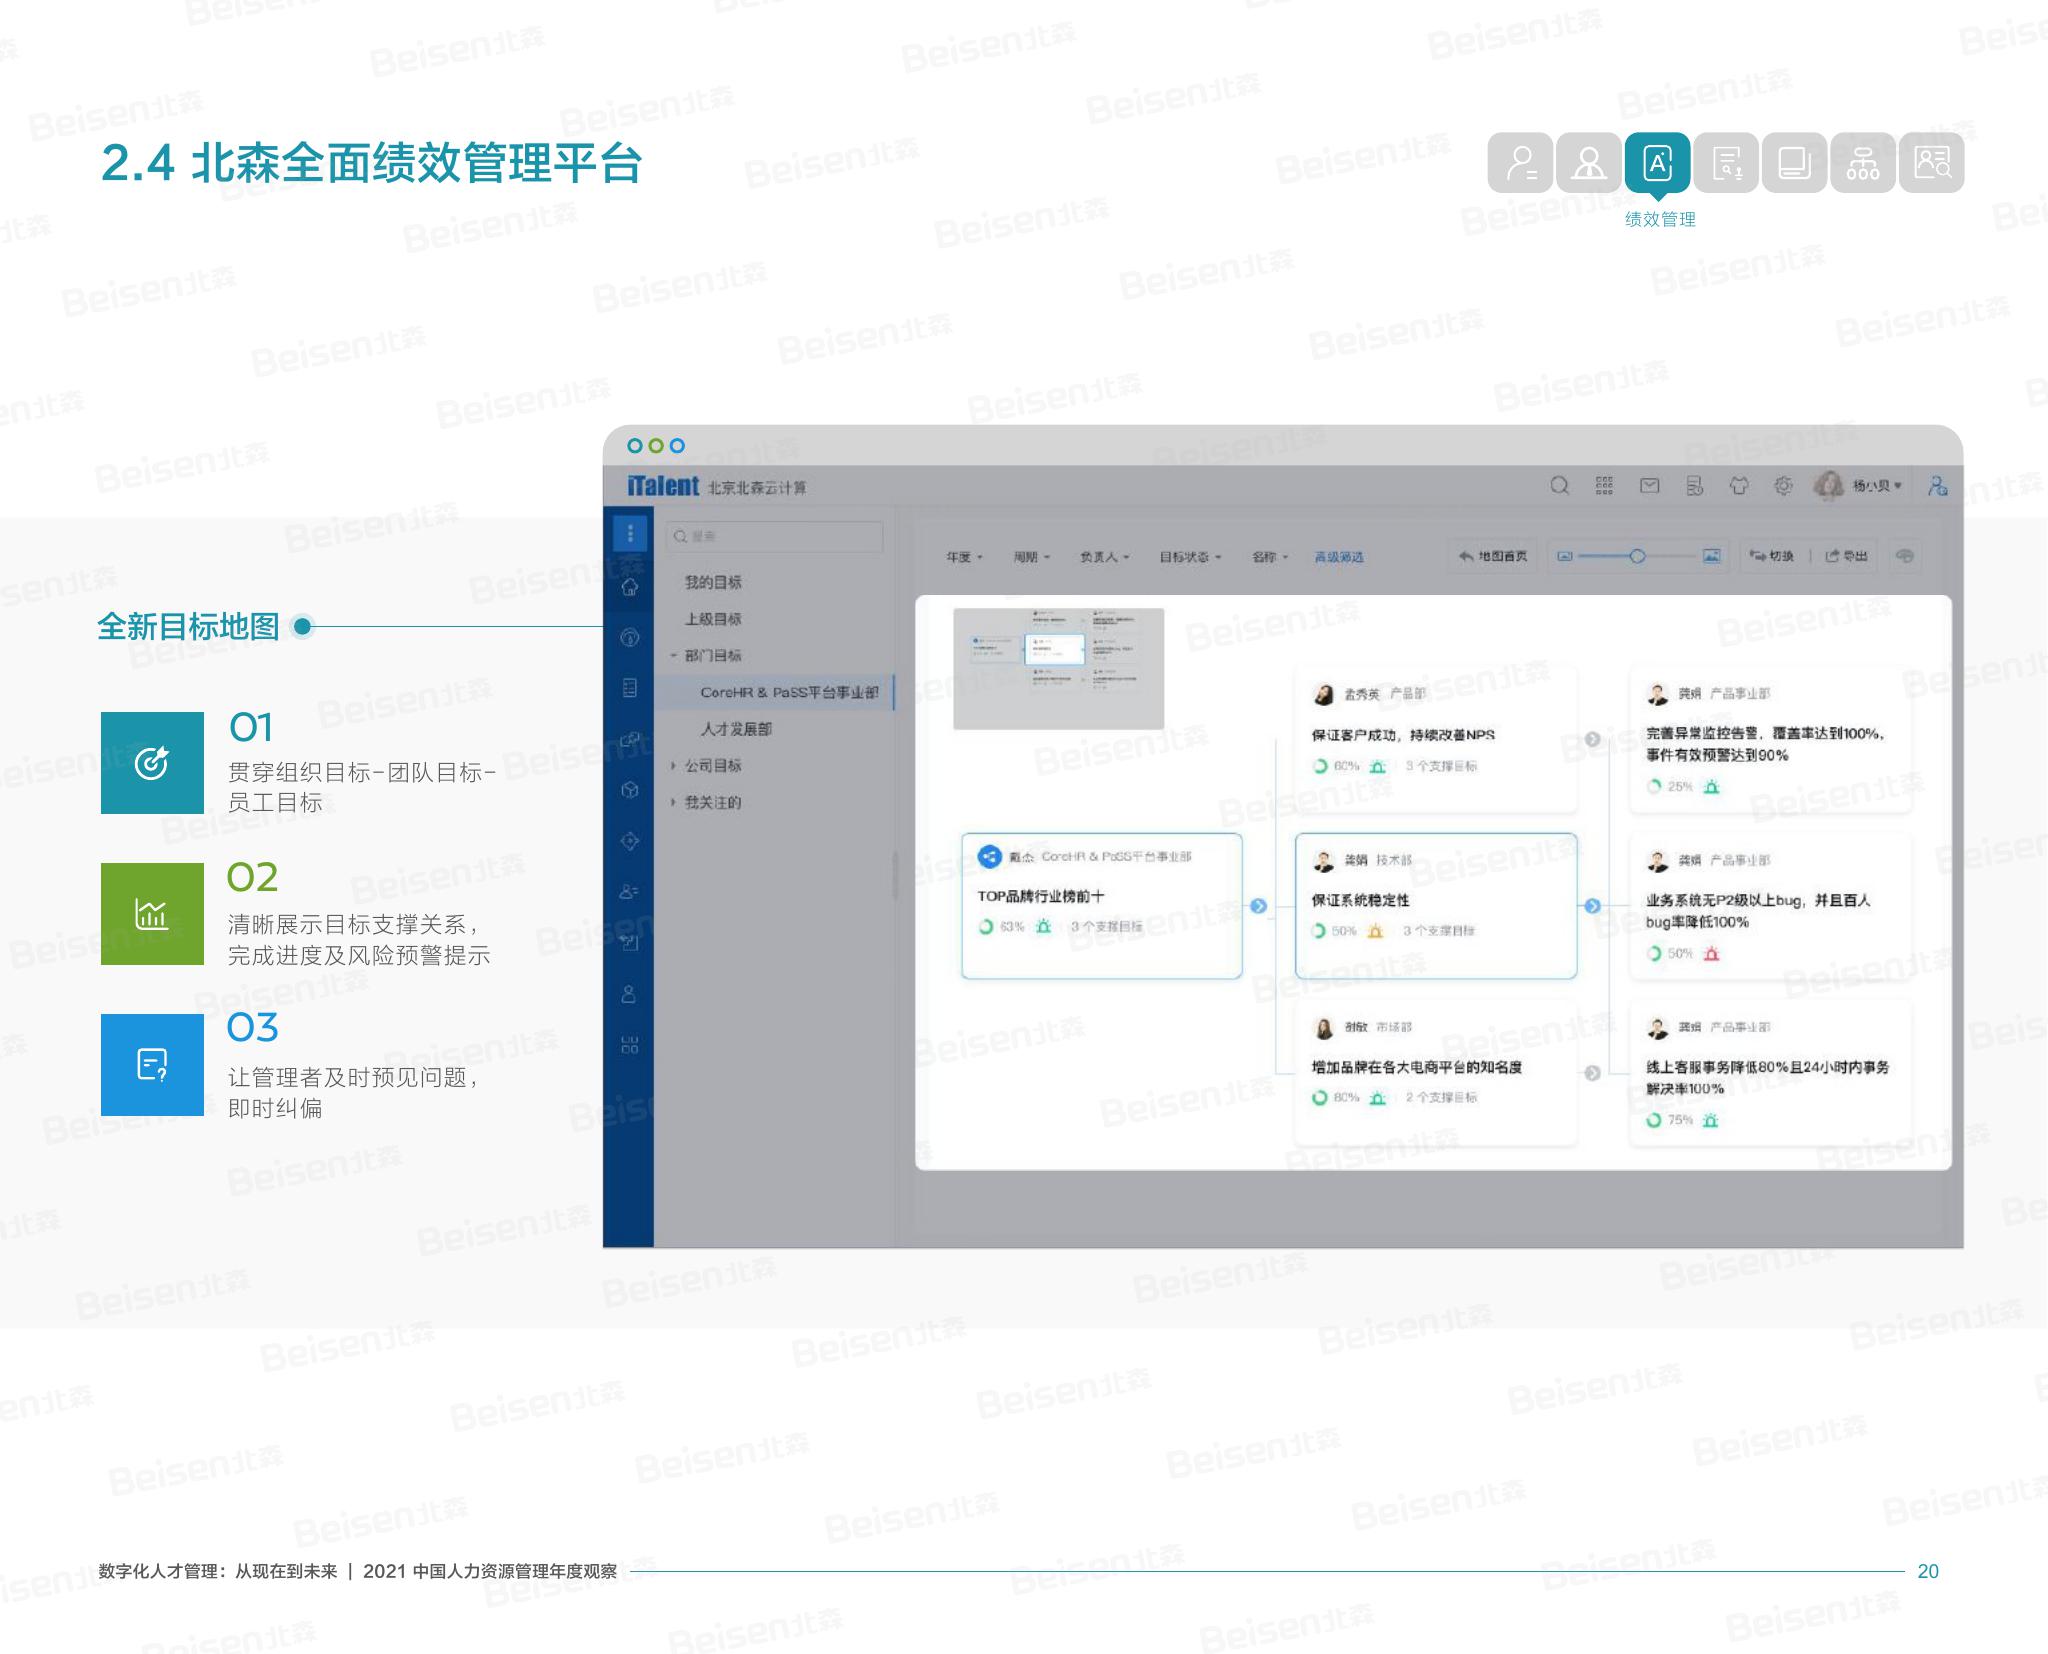 2.4 北森全面绩效管理平台
绩效管理
全新目标地图
01
贯穿组织目标-团队目标-
员工目标
02
清晰展示目标支撑关系，
完成进度及风险预警提示
03
让管理者及时预见问题，
即时纠偏
iTalent 北京北森云计算
杨小贝
搜索
我的目标
上级目标
部门目标
CoreHR & PaSS平台事业部
人才发展部
公司目标
我关注的
年度 周期 负责人 目标状态 名称 高级筛选 地图首页 切换 导出
戴杰 CoreHR & PaSS平台事业部
TOP品牌行业榜前十
63% 3个支撑目标
孟秀英 产品部
保证客户成功，持续改善NPS
60% 3个支撑目标
龚娟 技术部
保证系统稳定性
50% 3个支撑目标
谢敏 市场部
增加品牌在各大电商平台的知名度
80% 2个支撑目标
龚娟 产品事业部
完善异常监控告警，覆盖率达到100%，
事件有效预警达到90%
25%
龚娟 产品事业部
业务系统无P2级以上bug，并且百人
bug率降低100%
50%
龚娟 产品事业部
线上客服事务降低80%且24小时内事务
解决率100%
75%
数字化人才管理：从现在到未来 | 2021 中国人力资源管理年度观察
20
Beisen北森